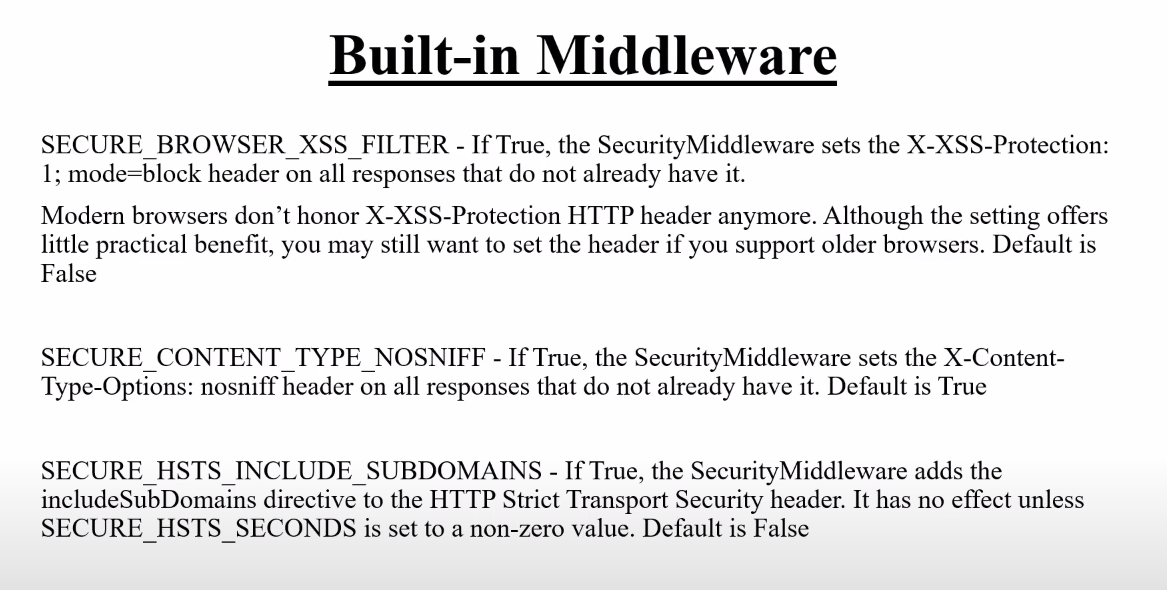 Built-in Middleware
SECURE_BROWSER_XSS_FILTER - If True, the SecurityMiddleware sets the X-XSS-Protection:
1; mode=block header on all responses that do not already have it.
Modern browsers don’t honor X-XSS-Protection HTTP header anymore. Although the setting offers
little practical benefit, you may still want to set the header if you support older browsers. Default is
False
SECURE_CONTENT_TYPE_NOSNIFF - If True, the SecurityMiddleware sets the X-Content-
Type-Options: nosniff header on all responses that do not already have it. Default is True
SECURE_HSTS_INCLUDE_SUBDOMAINS - If True, the SecurityMiddleware adds the
includeSubDomains directive to the HTTP Strict Transport Security header. It has no effect unless
SECURE_HSTS_SECONDS is set to a non-zero value. Default is False